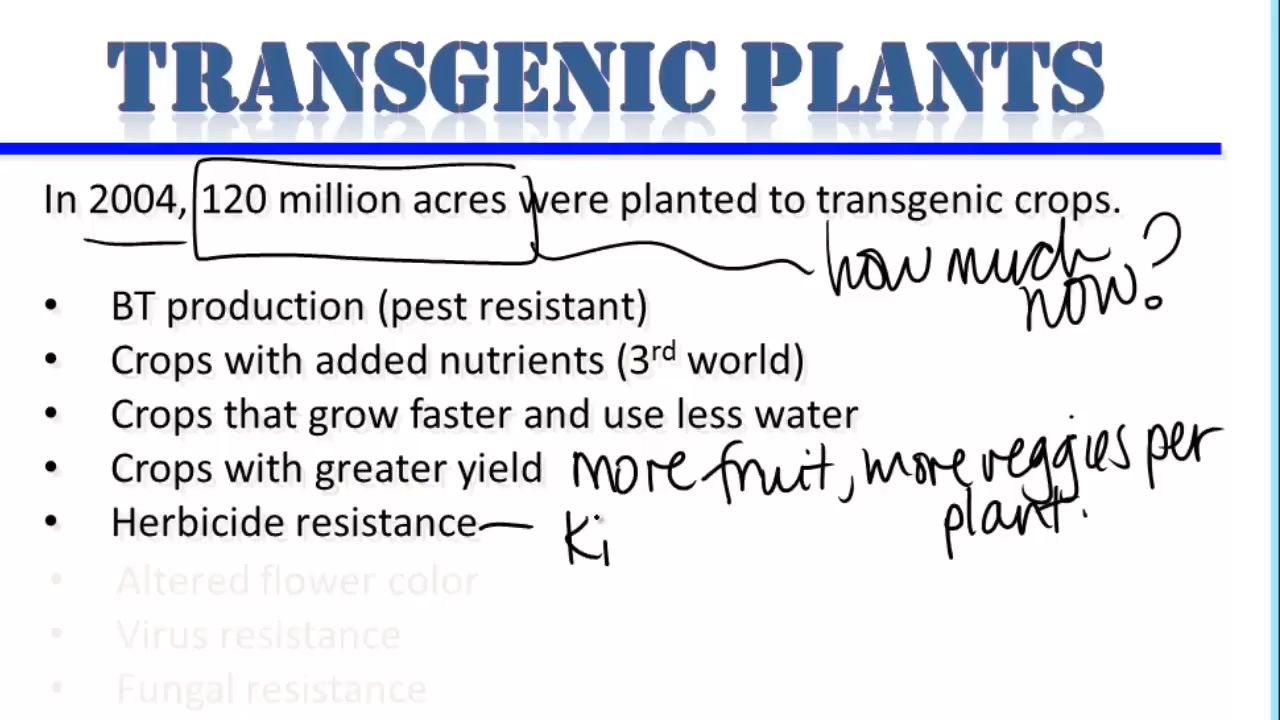 TRANSGENIC PLANTS
In 2004, 120 million acres were planted to transgenic crops.
how much
now?
• BT production (pest resistant)
• Crops with added nutrients (3rd world)
• Crops that grow faster and use less water
• Crops with greater yield more fruit, more veggies per
plant.
• Herbicide resistance — Ki
• Altered flower color
• Virus resistance
• Fungal resistance